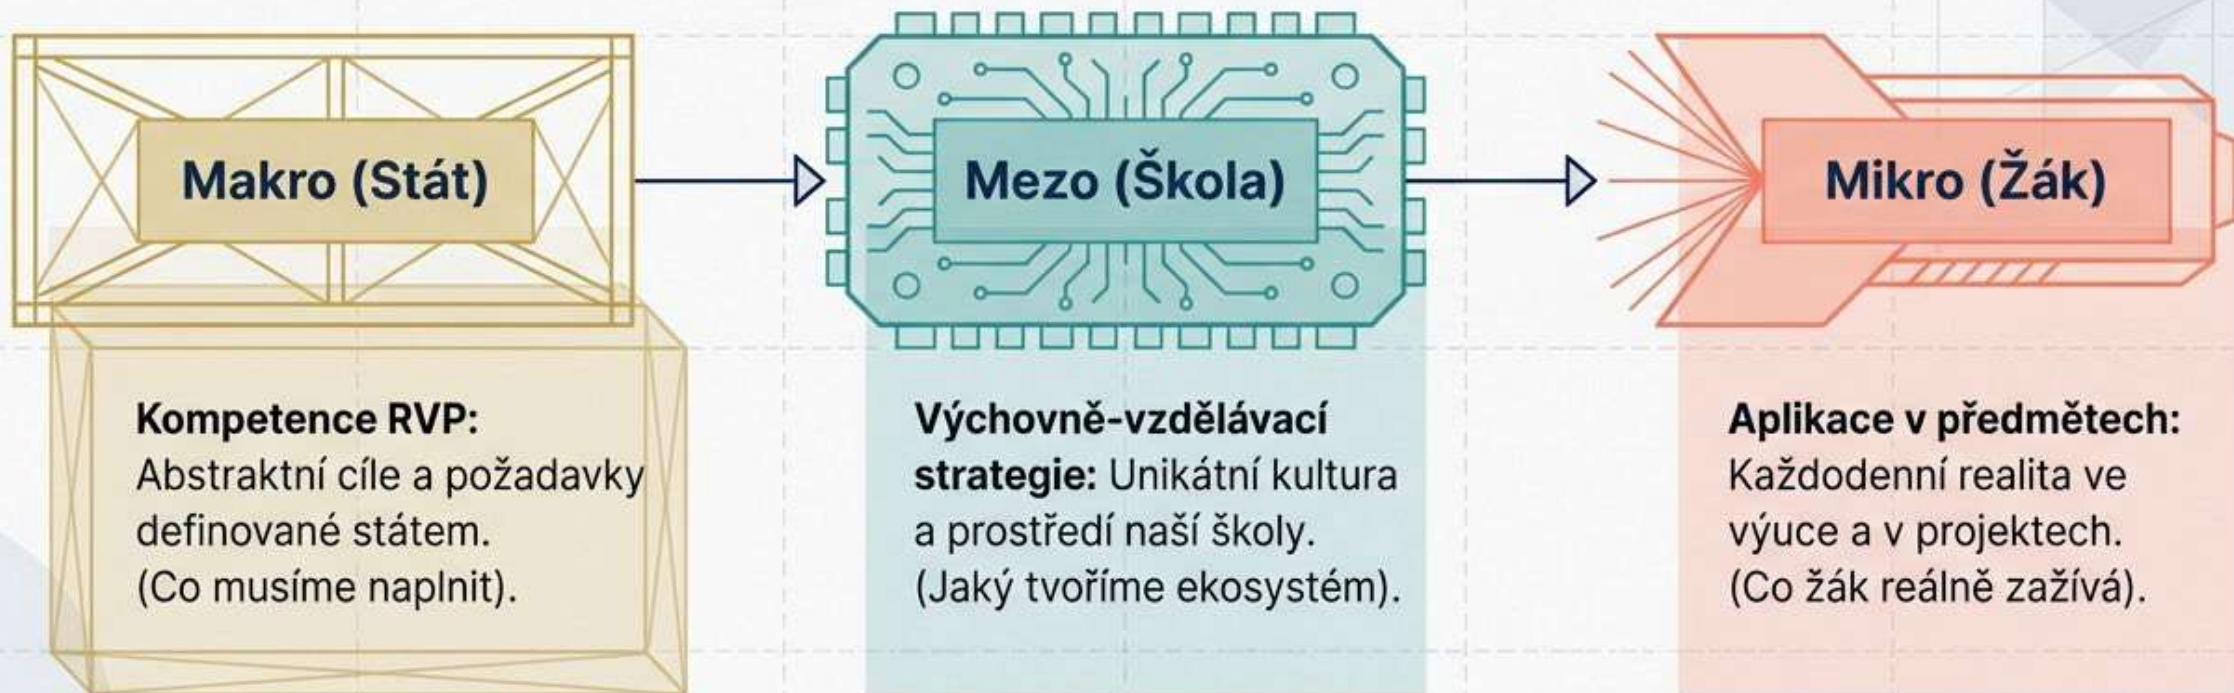 Makro (Stát)
Mezo (Škola)
Mikro (Žák)
Kompetence RVP:
Abstraktní cíle a požadavky
definované státem.
(Co musíme naplnit).
Výchovně-vzdělávací
strategie: Unikátní kultura
a prostředí naší školy.
(Jaký tvoříme ekosystém).
Aplikace v předmětech:
Každodenní realita ve
výuce a v projektech.
(Co žák reálně zažívá).